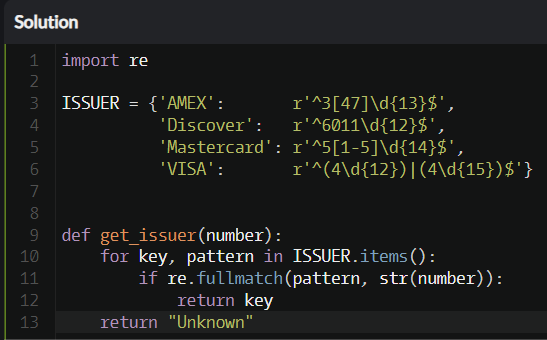 Solution
1 import re
2
3 ISSUER = {'AMEX':       r'^3[47]\d{13}$',
4           'Discover':   r'^6011\d{12}$',
5           'Mastercard': r'^5[1-5]\d{14}$',
6           'VISA':       r'^(4\d{12})|(4\d{15})$'}
7
8
9 def get_issuer(number):
10     for key, pattern in ISSUER.items():
11         if re.fullmatch(pattern, str(number)):
12             return key
13     return "Unknown"